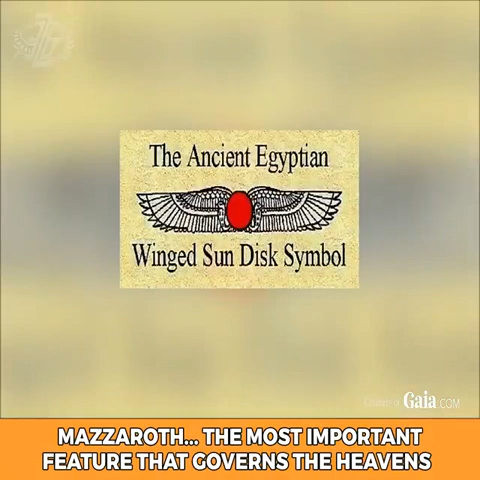 The Ancient Egyptian
Winged Sun Disk Symbol
Gaia.COM
MAZZAROTH... THE MOST IMPORTANT
FEATURE THAT GOVERNS THE HEAVENS